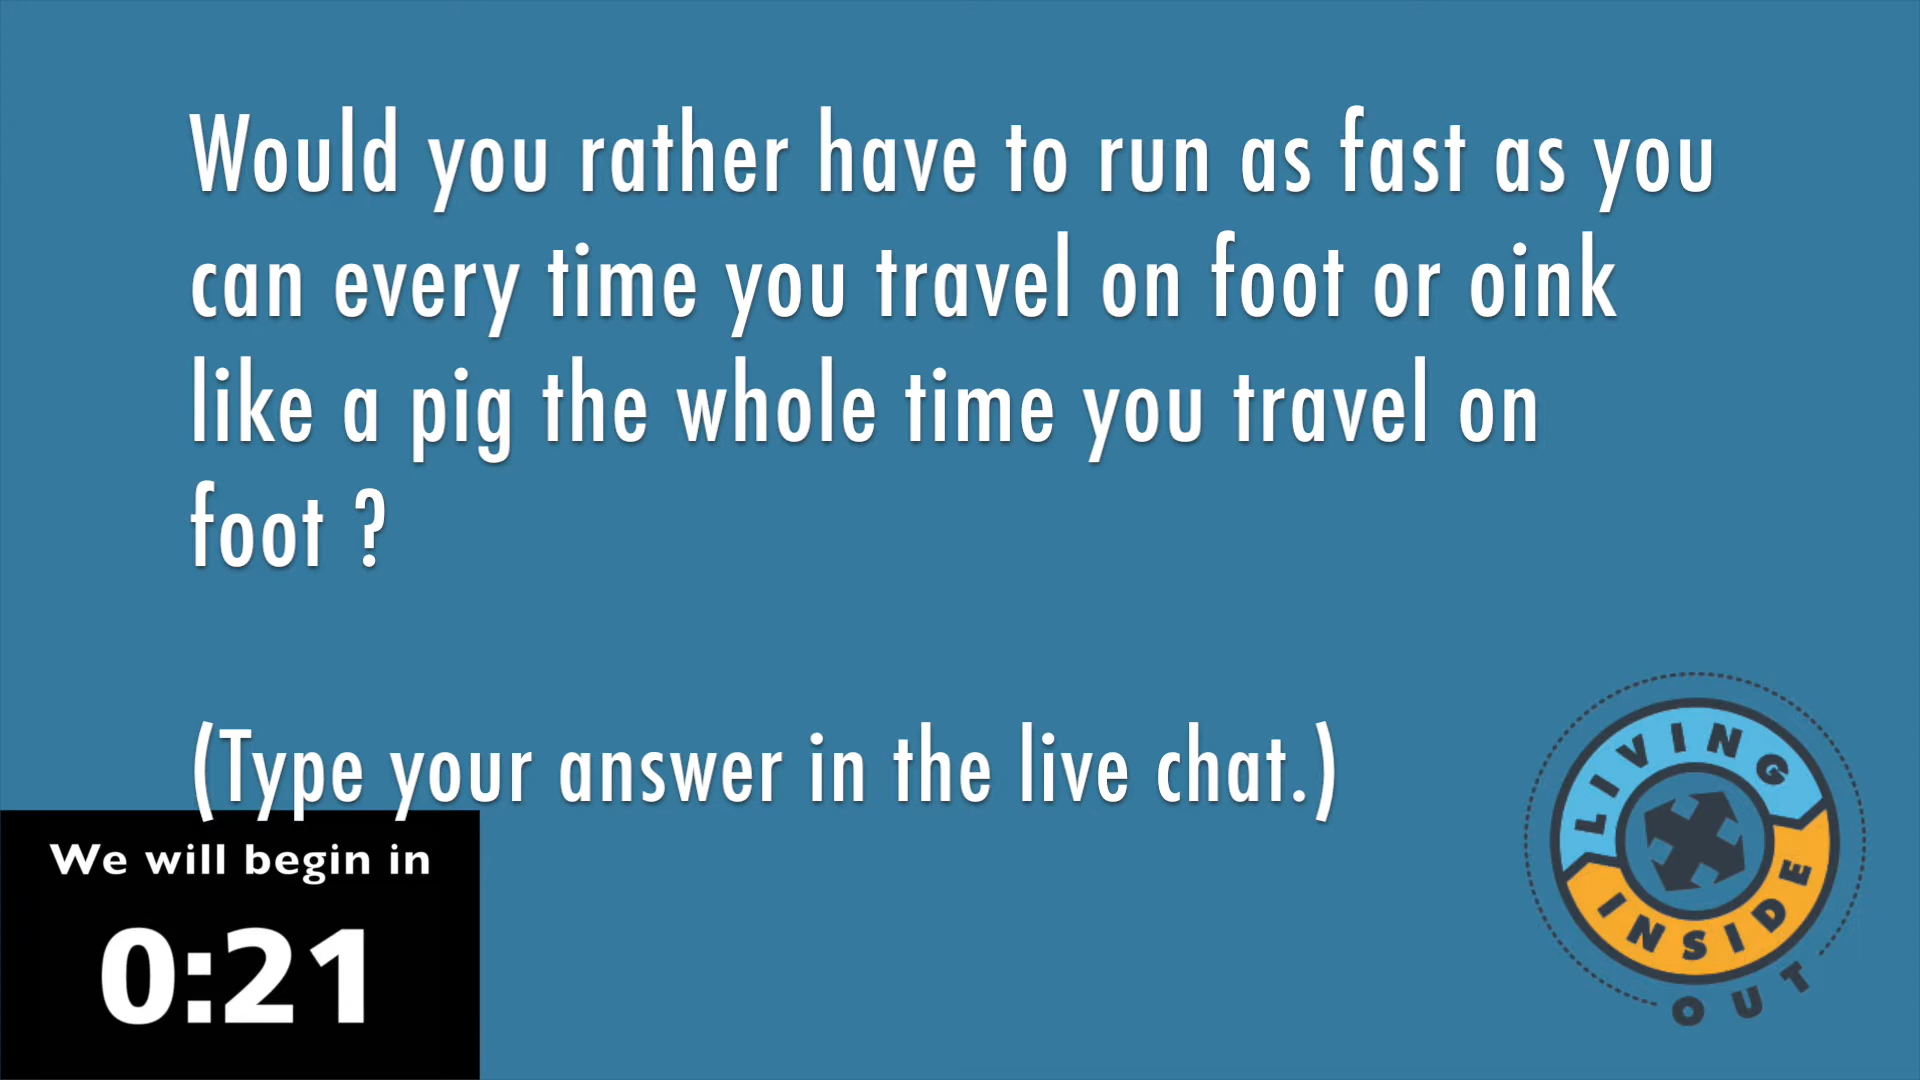 Would you rather have to run as fast as you
can every time you travel on foot or oink
like a pig the whole time you travel on
foot ?
(Type your answer in the live chat.)
We will begin in
0:21
LIVING
INSIDE
OUT